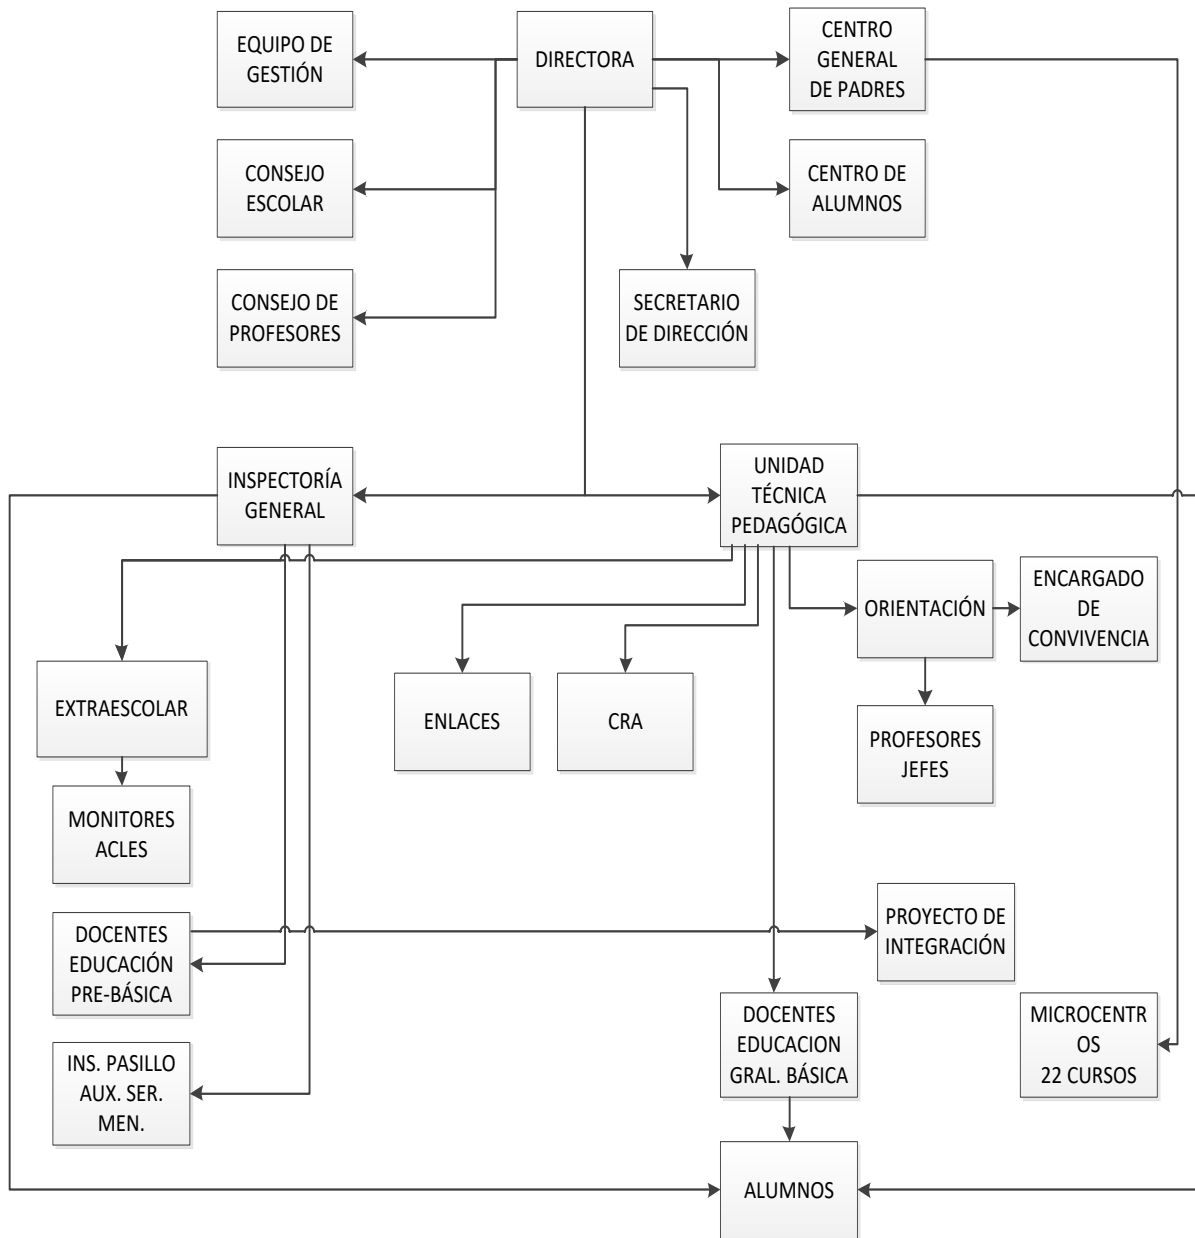 EQUIPO DE
GESTIÓN
DIRECTORA
CENTRO
GENERAL
DE PADRES
CONSEJO
ESCOLAR
CENTRO DE
ALUMNOS
CONSEJO DE
PROFESORES
SECRETARIO
DE DIRECCIÓN
INSPECTORÍA
GENERAL
UNIDAD
TÉCNICA
PEDAGÓGICA
ORIENTACIÓN
ENCARGADO
DE
CONVIVENCIA
EXTRAESCOLAR
ENLACES
CRA
PROFESORES
JEFES
MONITORES
ACLES
DOCENTES
EDUCACIÓN
PRE-BÁSICA
PROYECTO DE
INTEGRACIÓN
DOCENTES
EDUCACION
GRAL. BÁSICA
MICROCENTR
OS
22 CURSOS
INS. PASILLO
AUX. SER.
MEN.
ALUMNOS